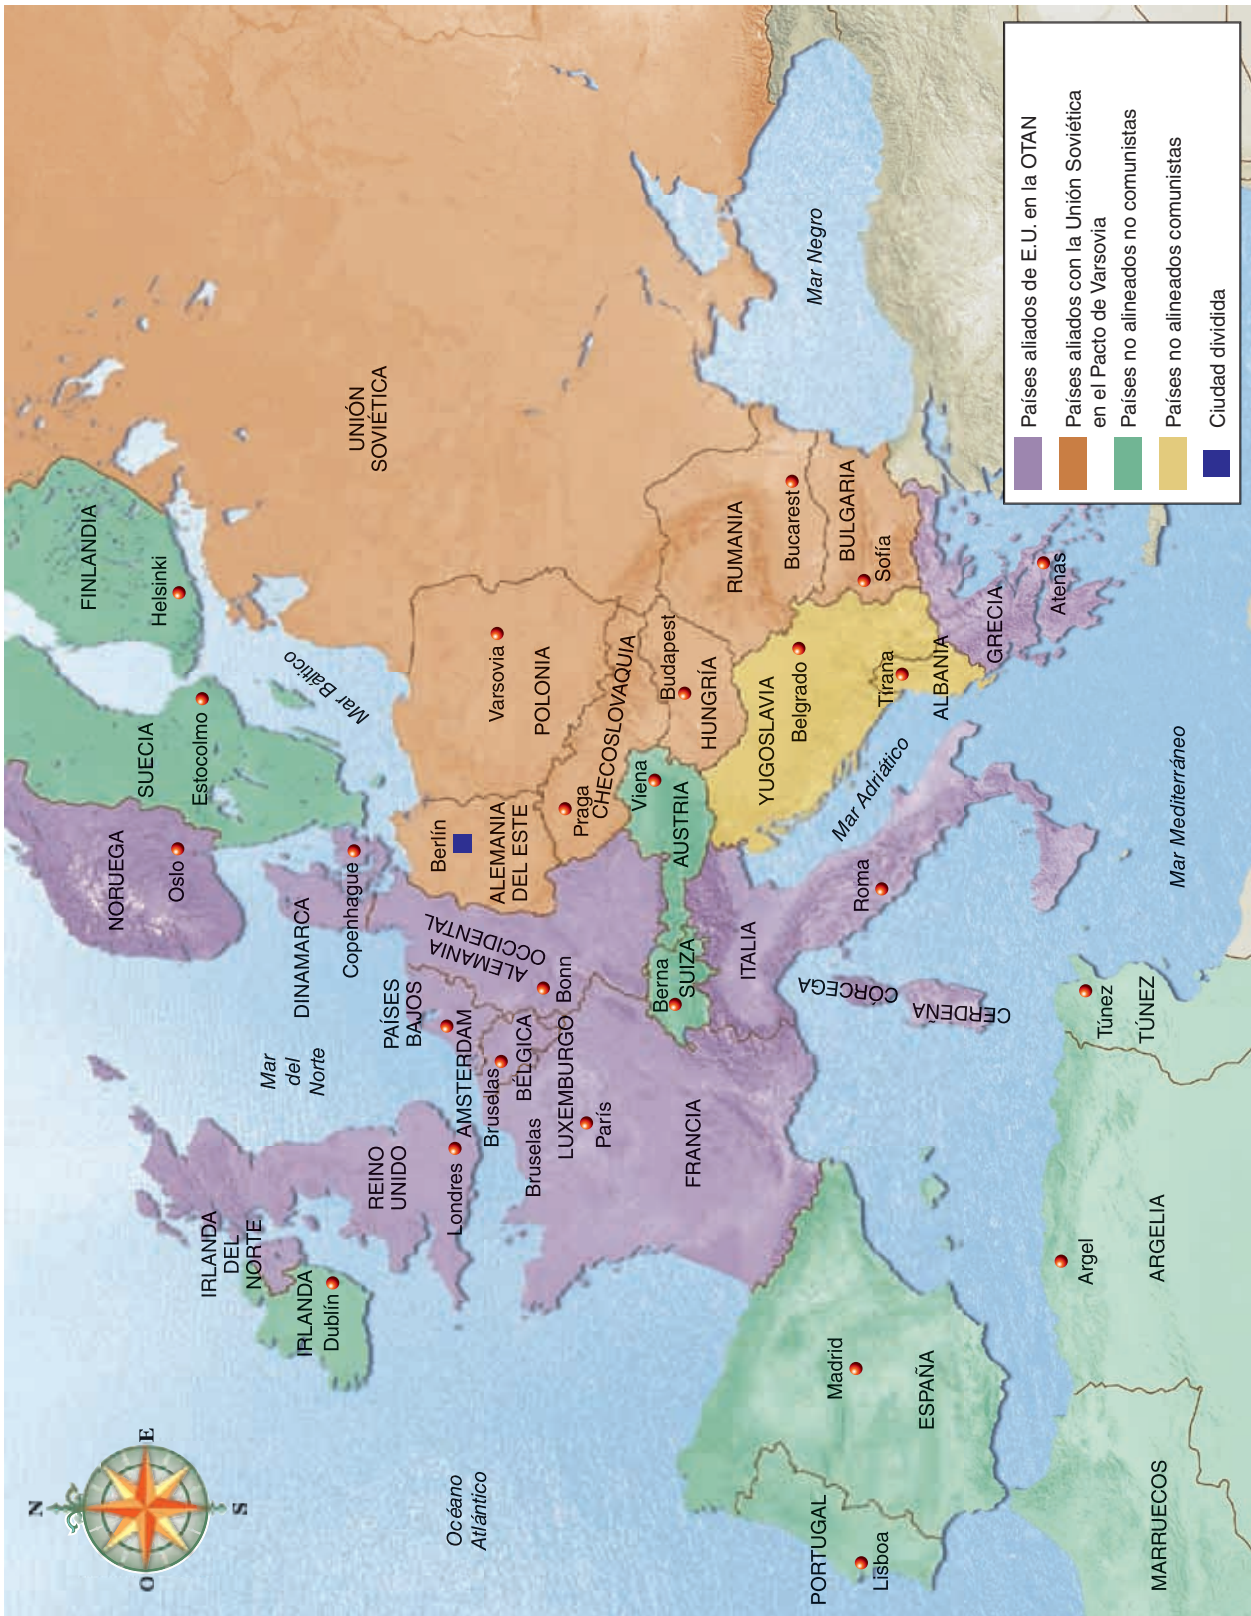 N
O
E
S
Océano
Atlántico
IRLANDA
DEL
NORTE
IRLANDA
Dublín
REINO
UNIDO
Londres
Mar
del
Norte
NORUEGA
Oslo
SUECIA
Estocolmo
FINLANDIA
Helsinki
Mar Báltico
DINAMARCA
Copenhague
PAÍSES
BAJOS
AMSTERDAM
Bruselas
BÉLGICA
Bruselas
LUXEMBURGO
París
FRANCIA
ALEMANIA
OCCIDENTAL
Bonn
Berlín
ALEMANIA
DEL ESTE
Varsovia
POLONIA
Praga
CHECOSLOVAQUIA
UNIÓN
SOVIÉTICA
Viena
AUSTRIA
Berna
SUIZA
Budapest
HUNGRÍA
RUMANIA
Bucarest
BULGARIA
Sofía
YUGOSLAVIA
Belgrado
Tirana
ALBANIA
GRECIA
Atenas
Mar Negro
Mar Adriático
ITALIA
Roma
CÓRCEGA
CERDEÑA
Mar Mediterráneo
PORTUGAL
Lisboa
Madrid
ESPAÑA
MARRUECOS
Argel
ARGELIA
Túnez
TÚNEZ
Países aliados de E.U. en la OTAN
Países aliados con la Unión Soviética
en el Pacto de Varsovia
Países no alineados no comunistas
Países no alineados comunistas
Ciudad dividida